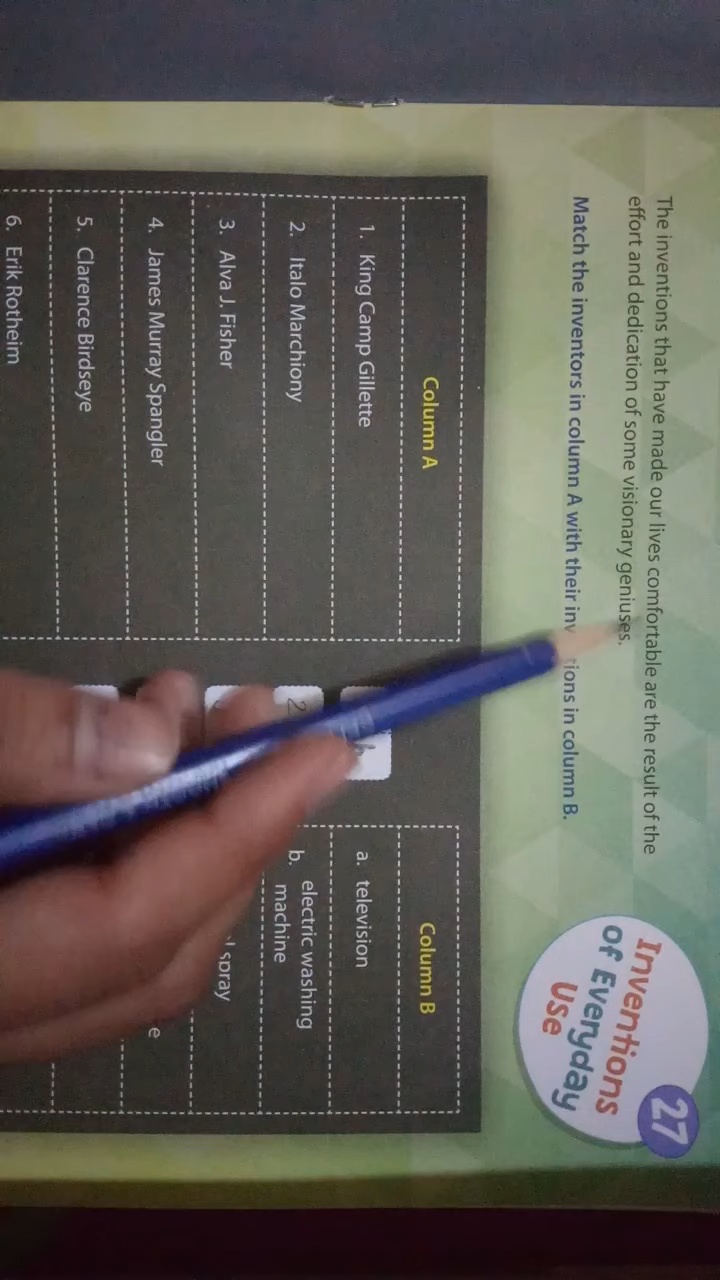 27
Inventions
of Everyday
Use
The inventions that have made our lives comfortable are the result of the
effort and dedication of some visionary geniuses.
Match the inventors in column A with their in column B.
Column A
1. King Camp Gillette
2. Italo Marchiony
3. Alva J. Fisher
4. James Murray Spangler
5. Clarence Birdseye
6. Erik Rotheim
2
Column B
a. television
b. electric washing
machine
spray